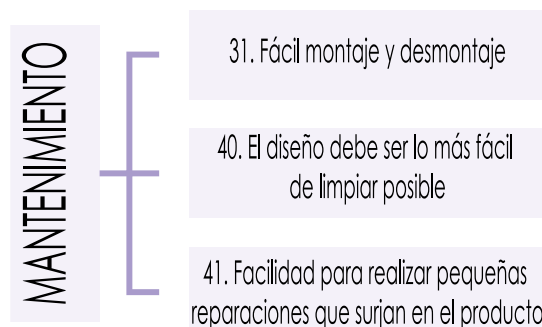 MANTENIMIENTO
31. Fácil montaje y desmontaje
40. El diseño debe ser lo más fácil
de limpiar posible
41. Facilidad para realizar pequeñas
reparaciones que surjan en el producto